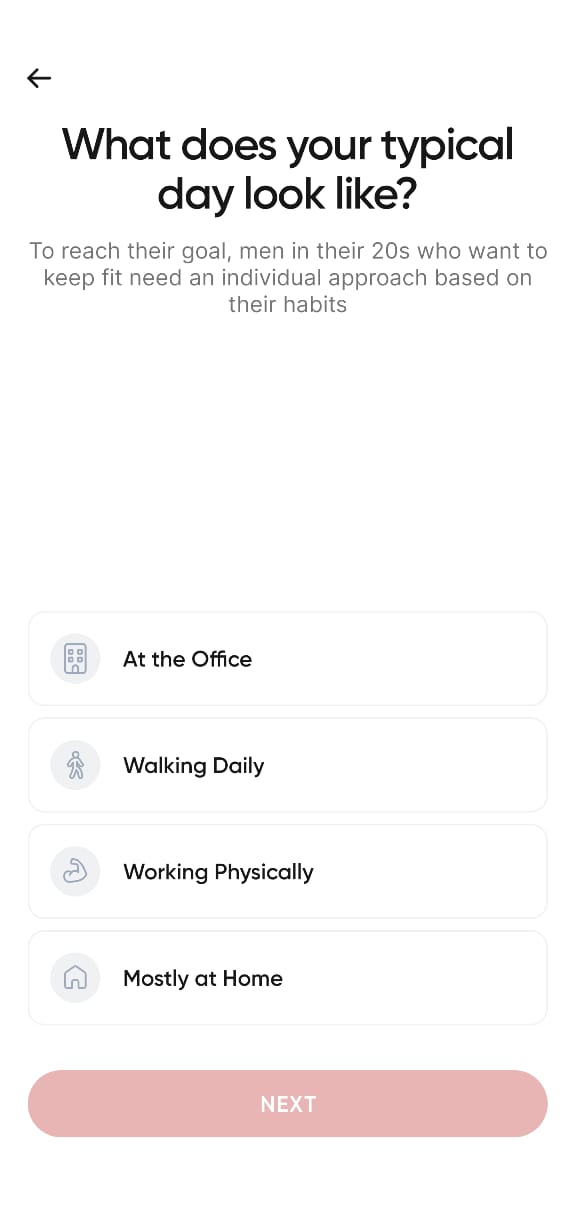 What does your typical
day look like?
To reach their goal, men in their 20s who want to
keep fit need an individual approach based on
their habits
At the Office
Walking Daily
Working Physically
Mostly at Home
NEXT